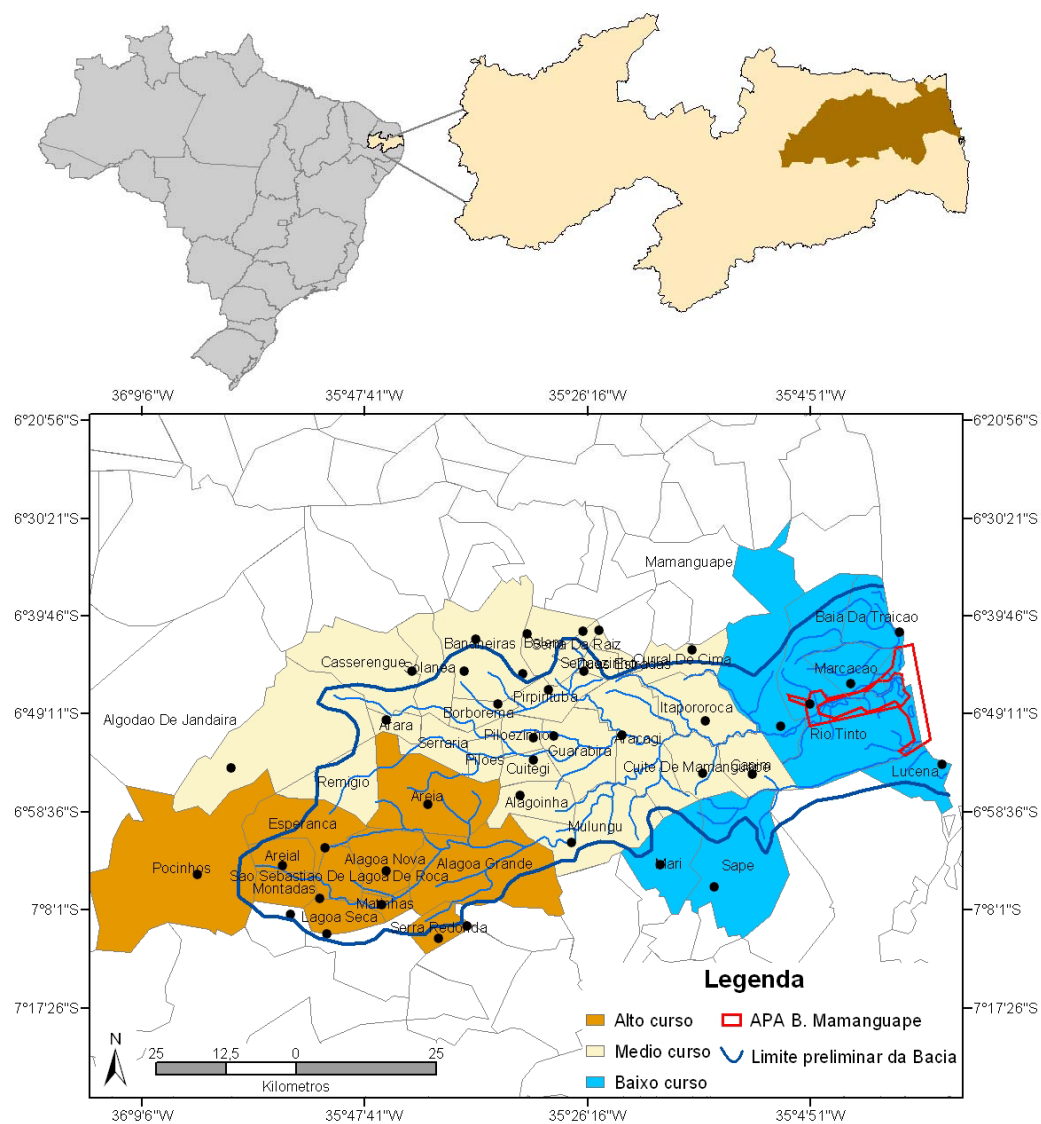 36°9'6"W 35°47'41"W 35°26'16"W 35°4'51"W
6°20'56"S 6°20'56"S
6°30'21"S 6°30'21"S
Mamanguape
6°39'46"S 6°39'46"S
Baia Da Traicao
Bananeiras
Belem
Serra Da Raiz
Casserengue
Solanea
Curral De Cima
Marcacao
Pirpirituba
6°49'11"S 6°49'11"S
Algodao De Jandaira
Borborema
Itapororoca
Arara
Serraria
Piloezinhos
Aracagi
Rio Tinto
Guarabira
Piloes
Cuitegi
Cuite De Mamanguape
Capim
Lucena
Remigio
Areia
Alagoinha
6°58'36"S 6°58'36"S
Esperanca
Mulungu
Areial
Alagoa Nova
Alagoa Grande
Mari
Sape
Pocinhos
Sao Sebastiao De Lagoa De Roca
Montadas
Matinhas
7°8'1"S 7°8'1"S
Lagoa Seca
Serra Redonda
Legenda
7°17'26"S 7°17'26"S
Alto curso
APA B. Mamanguape
Medio curso
Limite preliminar da Bacia
Baixo curso
N
25 12,5 0 25
Kilometros
36°9'6"W 35°47'41"W 35°26'16"W 35°4'51"W